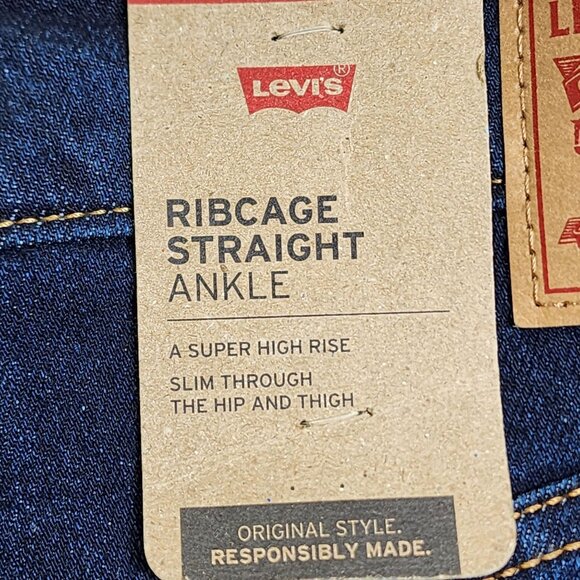 Levi's®
RIBCAGE
STRAIGHT
ANKLE
A SUPER HIGH RISE
SLIM THROUGH
THE HIP AND THIGH
ORIGINAL STYLE.
RESPONSIBLY MADE.